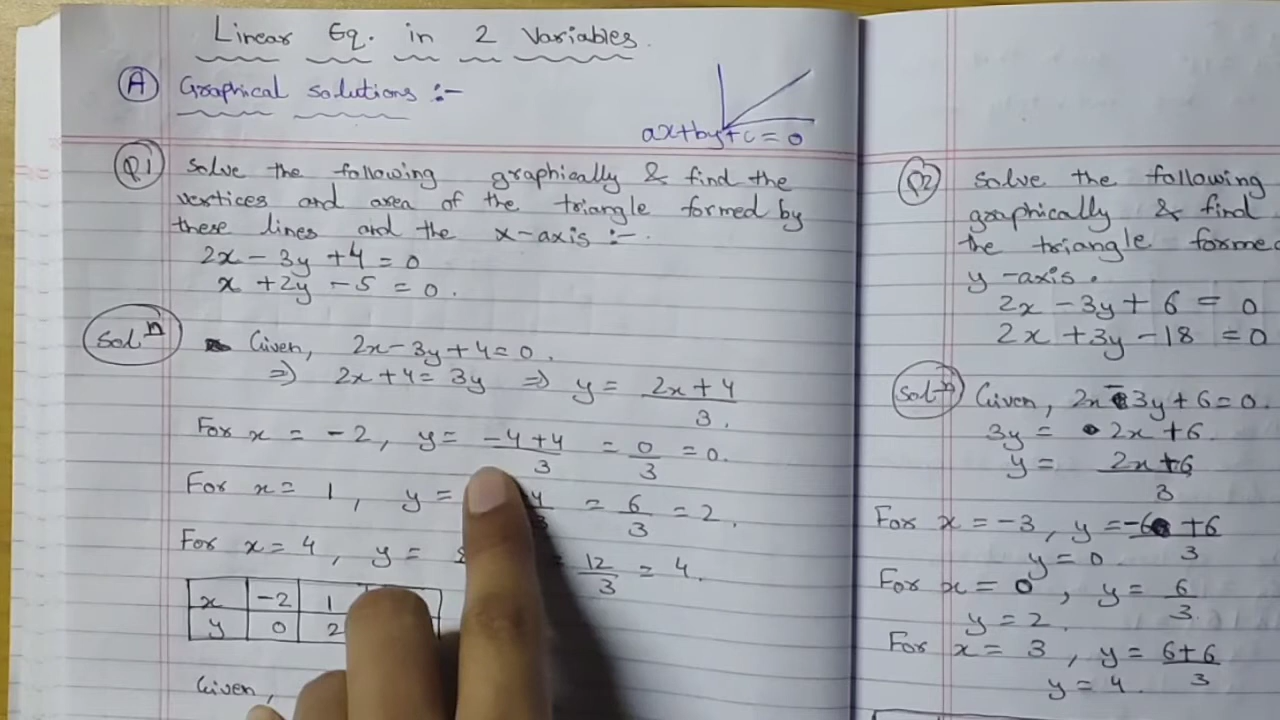 Linear Eq. in 2 Variables.
A Graphical solutions :-
ax+by+c = 0
Q1 Solve the following graphically & find the
vertices and area of the triangle formed by
these lines and the x-axis :-
2x - 3y + 4 = 0
x + 2y - 5 = 0.
Solⁿ Given, 2x - 3y + 4 = 0.
⇒ 2x + 4 = 3y ⇒ y = 2x + 4 / 3.
For x = -2, y = -4 + 4 / 3 = 0/3 = 0.
For x = 1, y = 4 / 3 = 6/3 = 2.
For x = 4, y = = 12/3 = 4.
x -2 1
y 0 2
Given,
Q2 Solve the following
graphically & find
the triangle formed
y-axis.
2x - 3y + 6 = 0
2x + 3y - 18 = 0
Solⁿ Given, 2x - 3y + 6 = 0.
3y = 2x + 6.
y = 2x + 6 / 3
For x = -3, y = -6 + 6 / 3
y = 0.
For x = 0, y = 6/3
y = 2.
For x = 3, y = 6+6 / 3
y = 4.